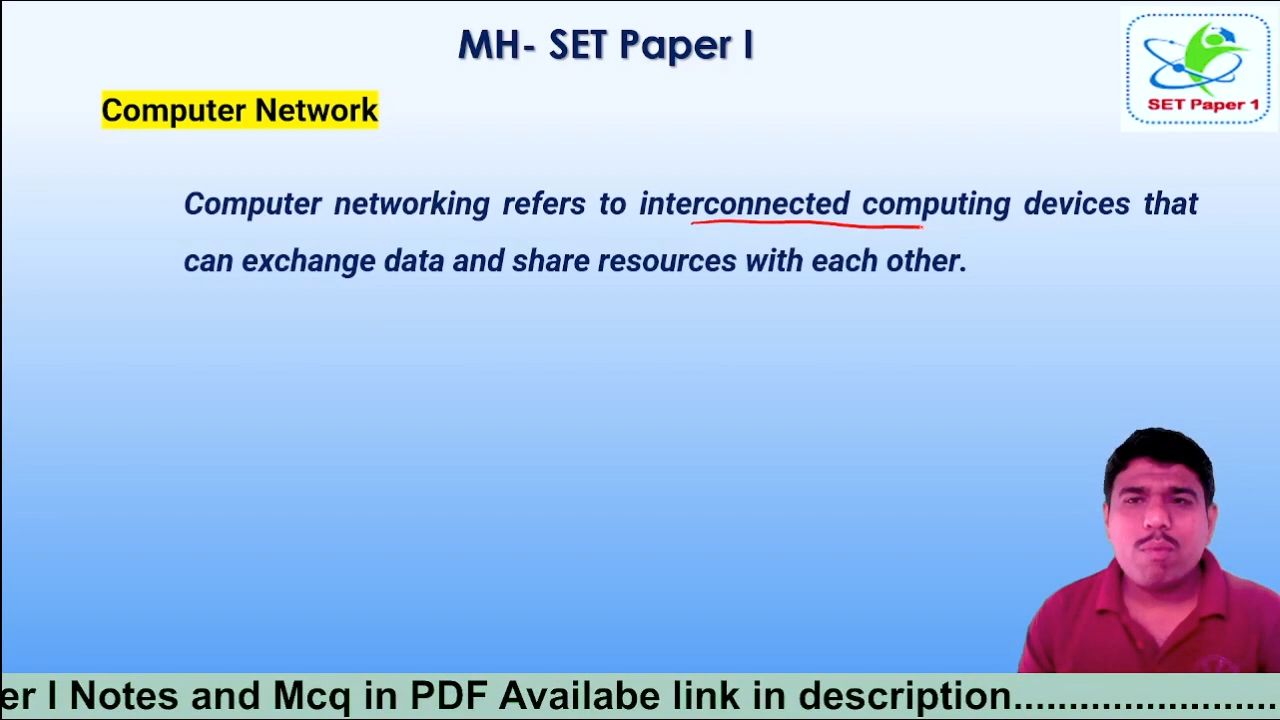 MH- SET Paper I
SET Paper 1
Computer Network
Computer networking refers to interconnected computing devices that
can exchange data and share resources with each other.
er I Notes and Mcq in PDF Availabe link in description........................